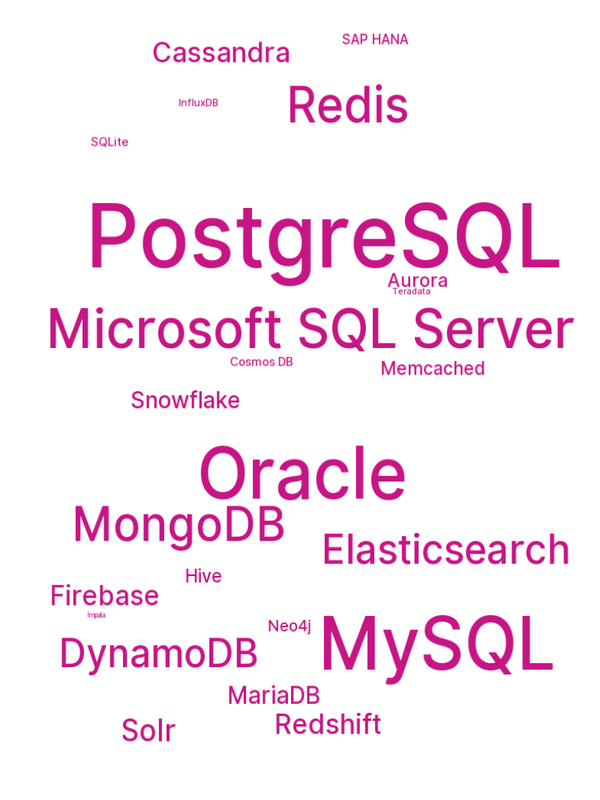 SAP HANA
Cassandra
Redis
InfluxDB
SQLite
PostgreSQL
Aurora
Teradata
Microsoft SQL Server
Cosmos DB
Memcached
Snowflake
Oracle
MongoDB
Elasticsearch
Hive
Firebase
Impala
Neo4j
MySQL
DynamoDB
MariaDB
Redshift
Solr